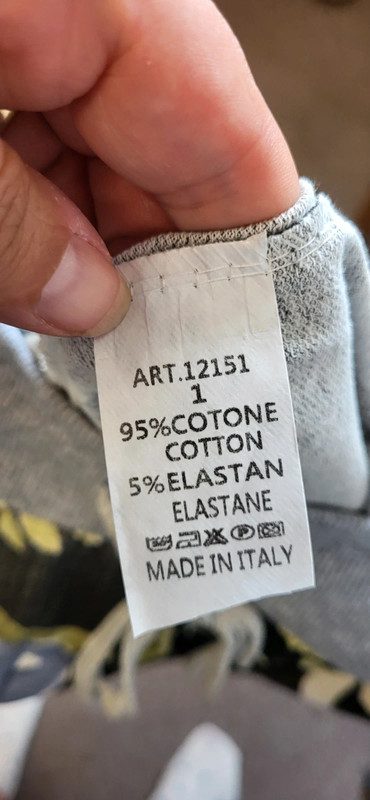 ART.12151
1
95%COTONE
COTTON
5%ELASTAN
ELASTANE
MADE IN ITALY